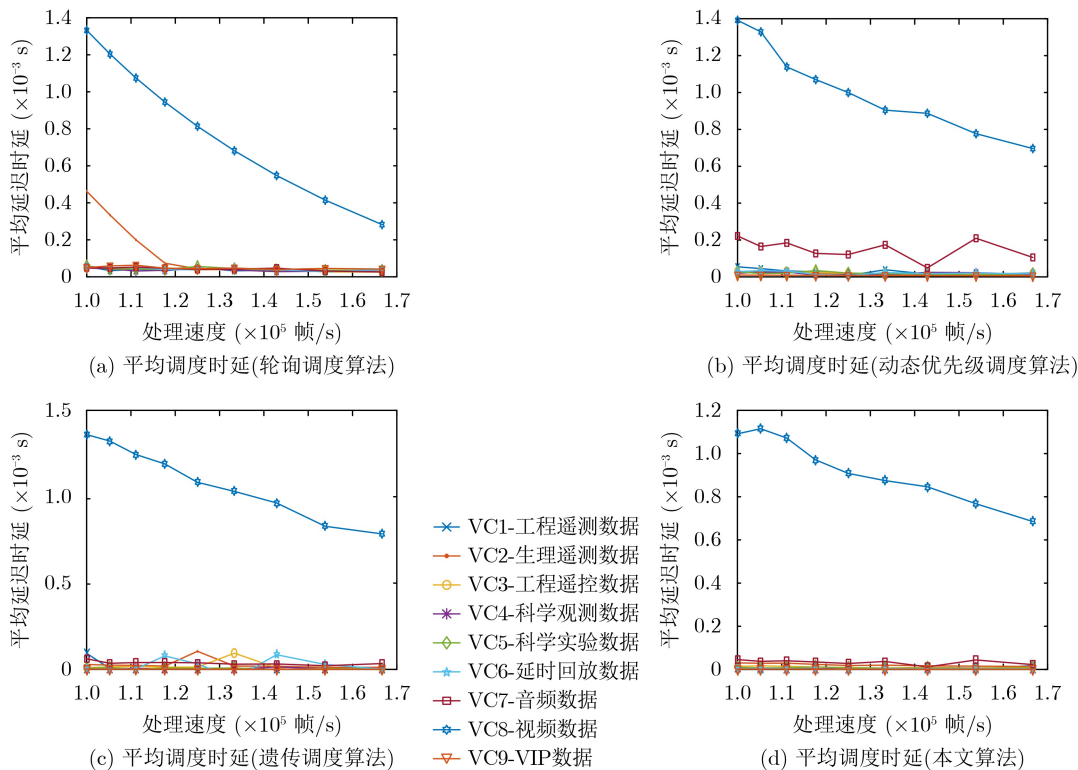 平均延迟时延 (×10⁻³ s)
1.4
1.2
1.0
0.8
0.6
0.4
0.2
0
1.0 1.1 1.2 1.3 1.4 1.5 1.6 1.7
处理速度 (×10⁵ 帧/s)
(a) 平均调度时延(轮询调度算法)
平均延迟时延 (×10⁻³ s)
1.4
1.2
1.0
0.8
0.6
0.4
0.2
0
1.0 1.1 1.2 1.3 1.4 1.5 1.6 1.7
处理速度 (×10⁵ 帧/s)
(b) 平均调度时延(动态优先级调度算法)
平均延迟时延 (×10⁻³ s)
1.5
1.0
0.5
0
1.0 1.1 1.2 1.3 1.4 1.5 1.6 1.7
处理速度 (×10⁵ 帧/s)
(c) 平均调度时延(遗传调度算法)
VC1-工程遥测数据
VC2-生理遥测数据
VC3-工程遥控数据
VC4-科学观测数据
VC5-科学实验数据
VC6-延时回放数据
VC7-音频数据
VC8-视频数据
VC9-VIP数据
平均延迟时延 (×10⁻³ s)
1.2
1.0
0.8
0.6
0.4
0.2
0
1.0 1.1 1.2 1.3 1.4 1.5 1.6 1.7
处理速度 (×10⁵ 帧/s)
(d) 平均调度时延(本文算法)